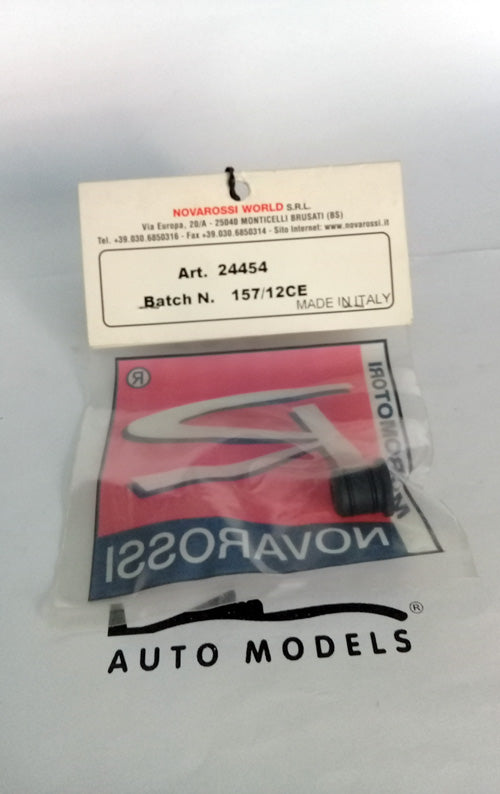 NOVAROSSI WORLD S.R.L.
Via Europa, 20/A - 25040 MONTICELLI BRUSATI (BS)
Tel. +39.030.6850316 - Fax +39.030.6850314 - Sito Internet: www.novarossi.it
Art. 24454
Batch N. 157/12CE
MADE IN ITALY
®
NOVAROSSI
®
AUTO MODELS